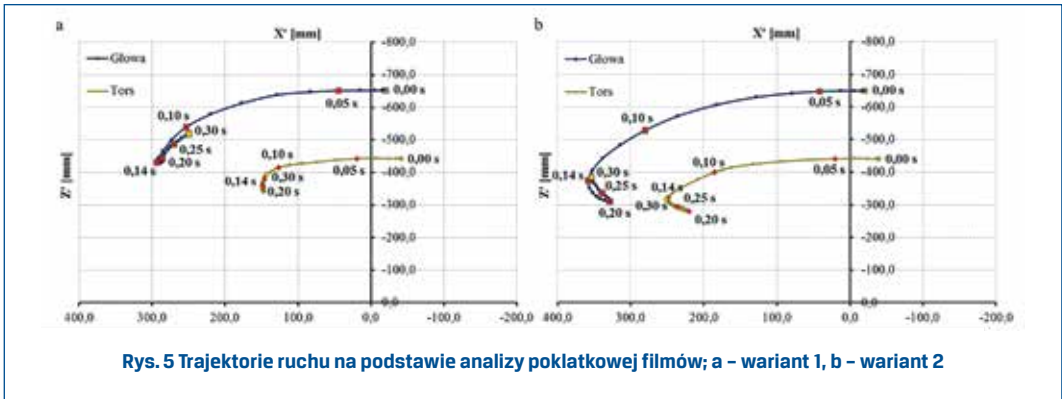 a
X' [mm]
-800,0
-700,0
-600,0
-500,0
-400,0
-300,0
-200,0
-100,0
0,0
Głowa
Tors
0,00 s
0,05 s
0,10 s
0,30 s
0,25 s
0,14 s
0,20 s
0,10 s
0,05 s
0,00 s
0,14 s
0,30 s
0,20 s
Z' [mm]
400,0 300,0 200,0 100,0 0,0 -100,0 -200,0
b
X' [mm]
-800,0
-700,0
-600,0
-500,0
-400,0
-300,0
-200,0
-100,0
0,0
Głowa
Tors
0,00 s
0,05 s
0,10 s
0,14 s
0,30 s
0,25 s
0,20 s
0,10 s
0,05 s
0,00 s
0,14 s
0,30 s
0,25 s
0,20 s
Z' [mm]
400,0 300,0 200,0 100,0 0,0 -100,0 -200,0
Rys. 5 Trajektorie ruchu na podstawie analizy poklatkowej filmów; a – wariant 1, b – wariant 2